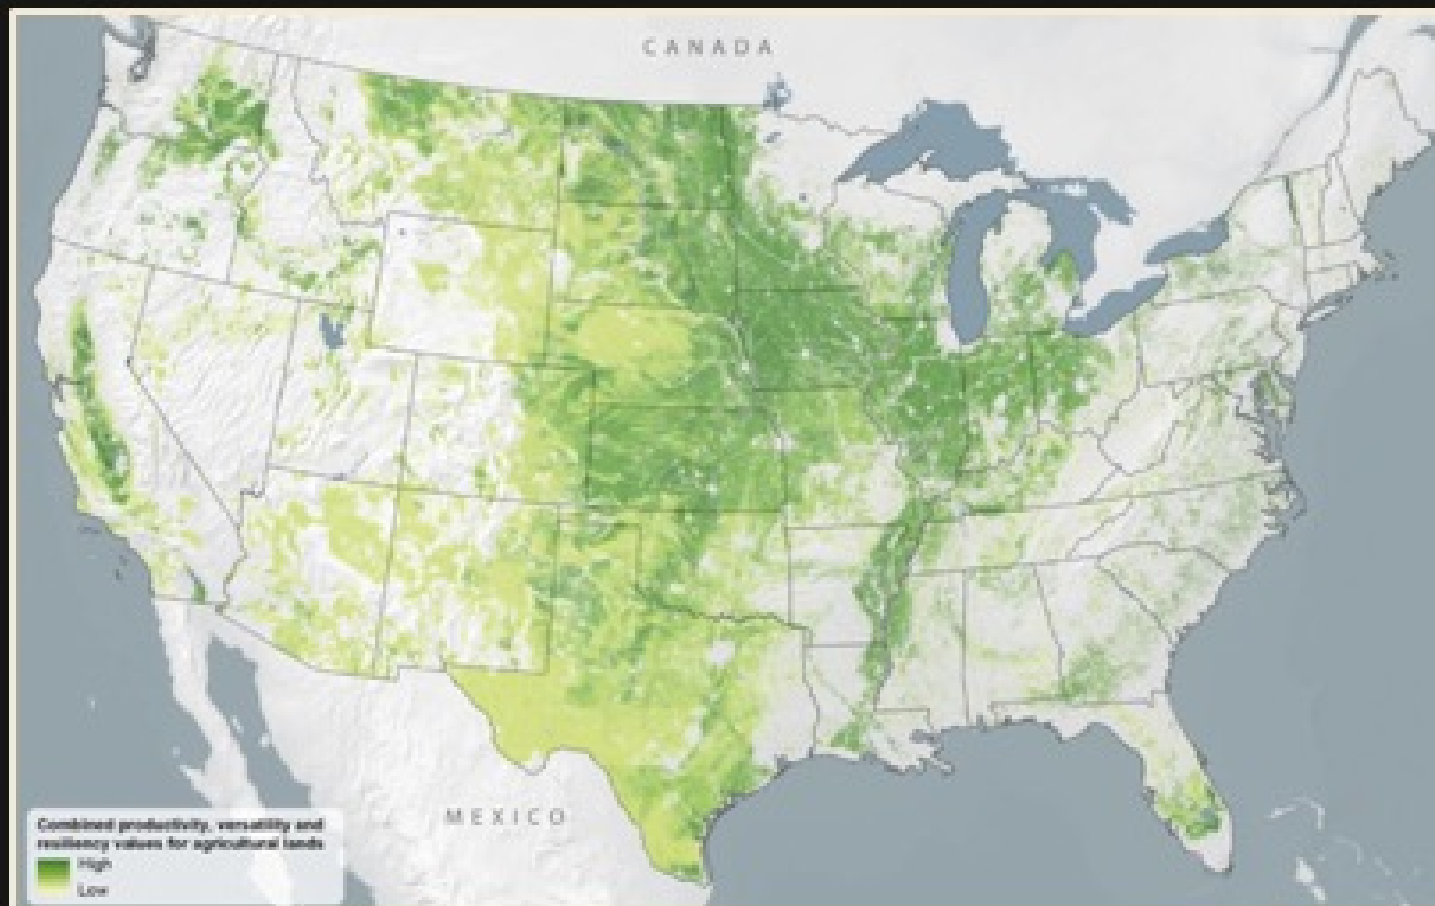 CANADA
MEXICO
Combined productivity, versatility and
resiliency values for agricultural lands
High
Low